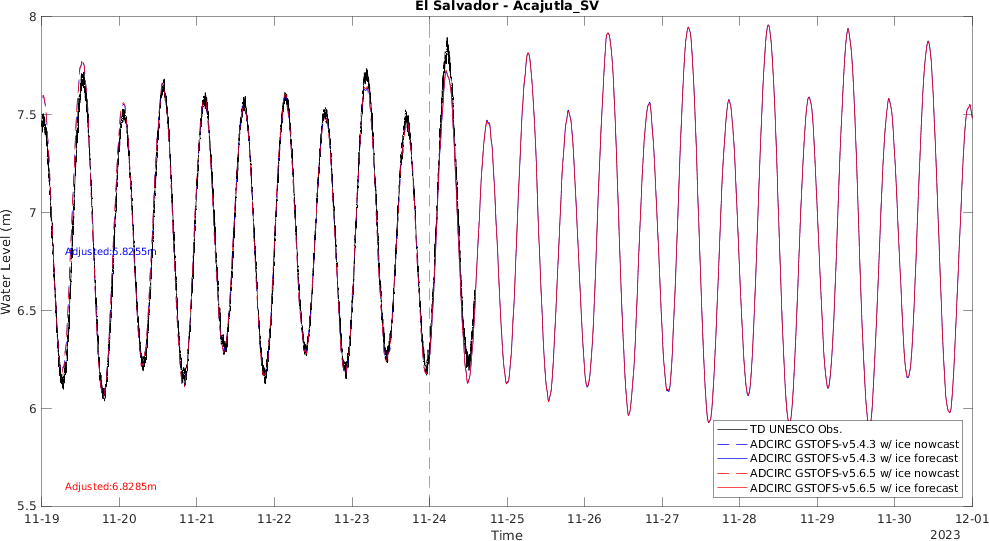 El Salvador - Acajutla_SV
Water Level (m)
8
7.5
7
6.5
6
5.5
Adjusted:6.8255m
Adjusted:6.8285m
TD UNESCO Obs.
ADCIRC GSTOFS-v5.4.3 w/ ice nowcast
ADCIRC GSTOFS-v5.4.3 w/ ice forecast
ADCIRC GSTOFS-v5.6.5 w/ ice nowcast
ADCIRC GSTOFS-v5.6.5 w/ ice forecast
11-19 11-20 11-21 11-22 11-23 11-24 11-25 11-26 11-27 11-28 11-29 11-30 12-01
Time
2023